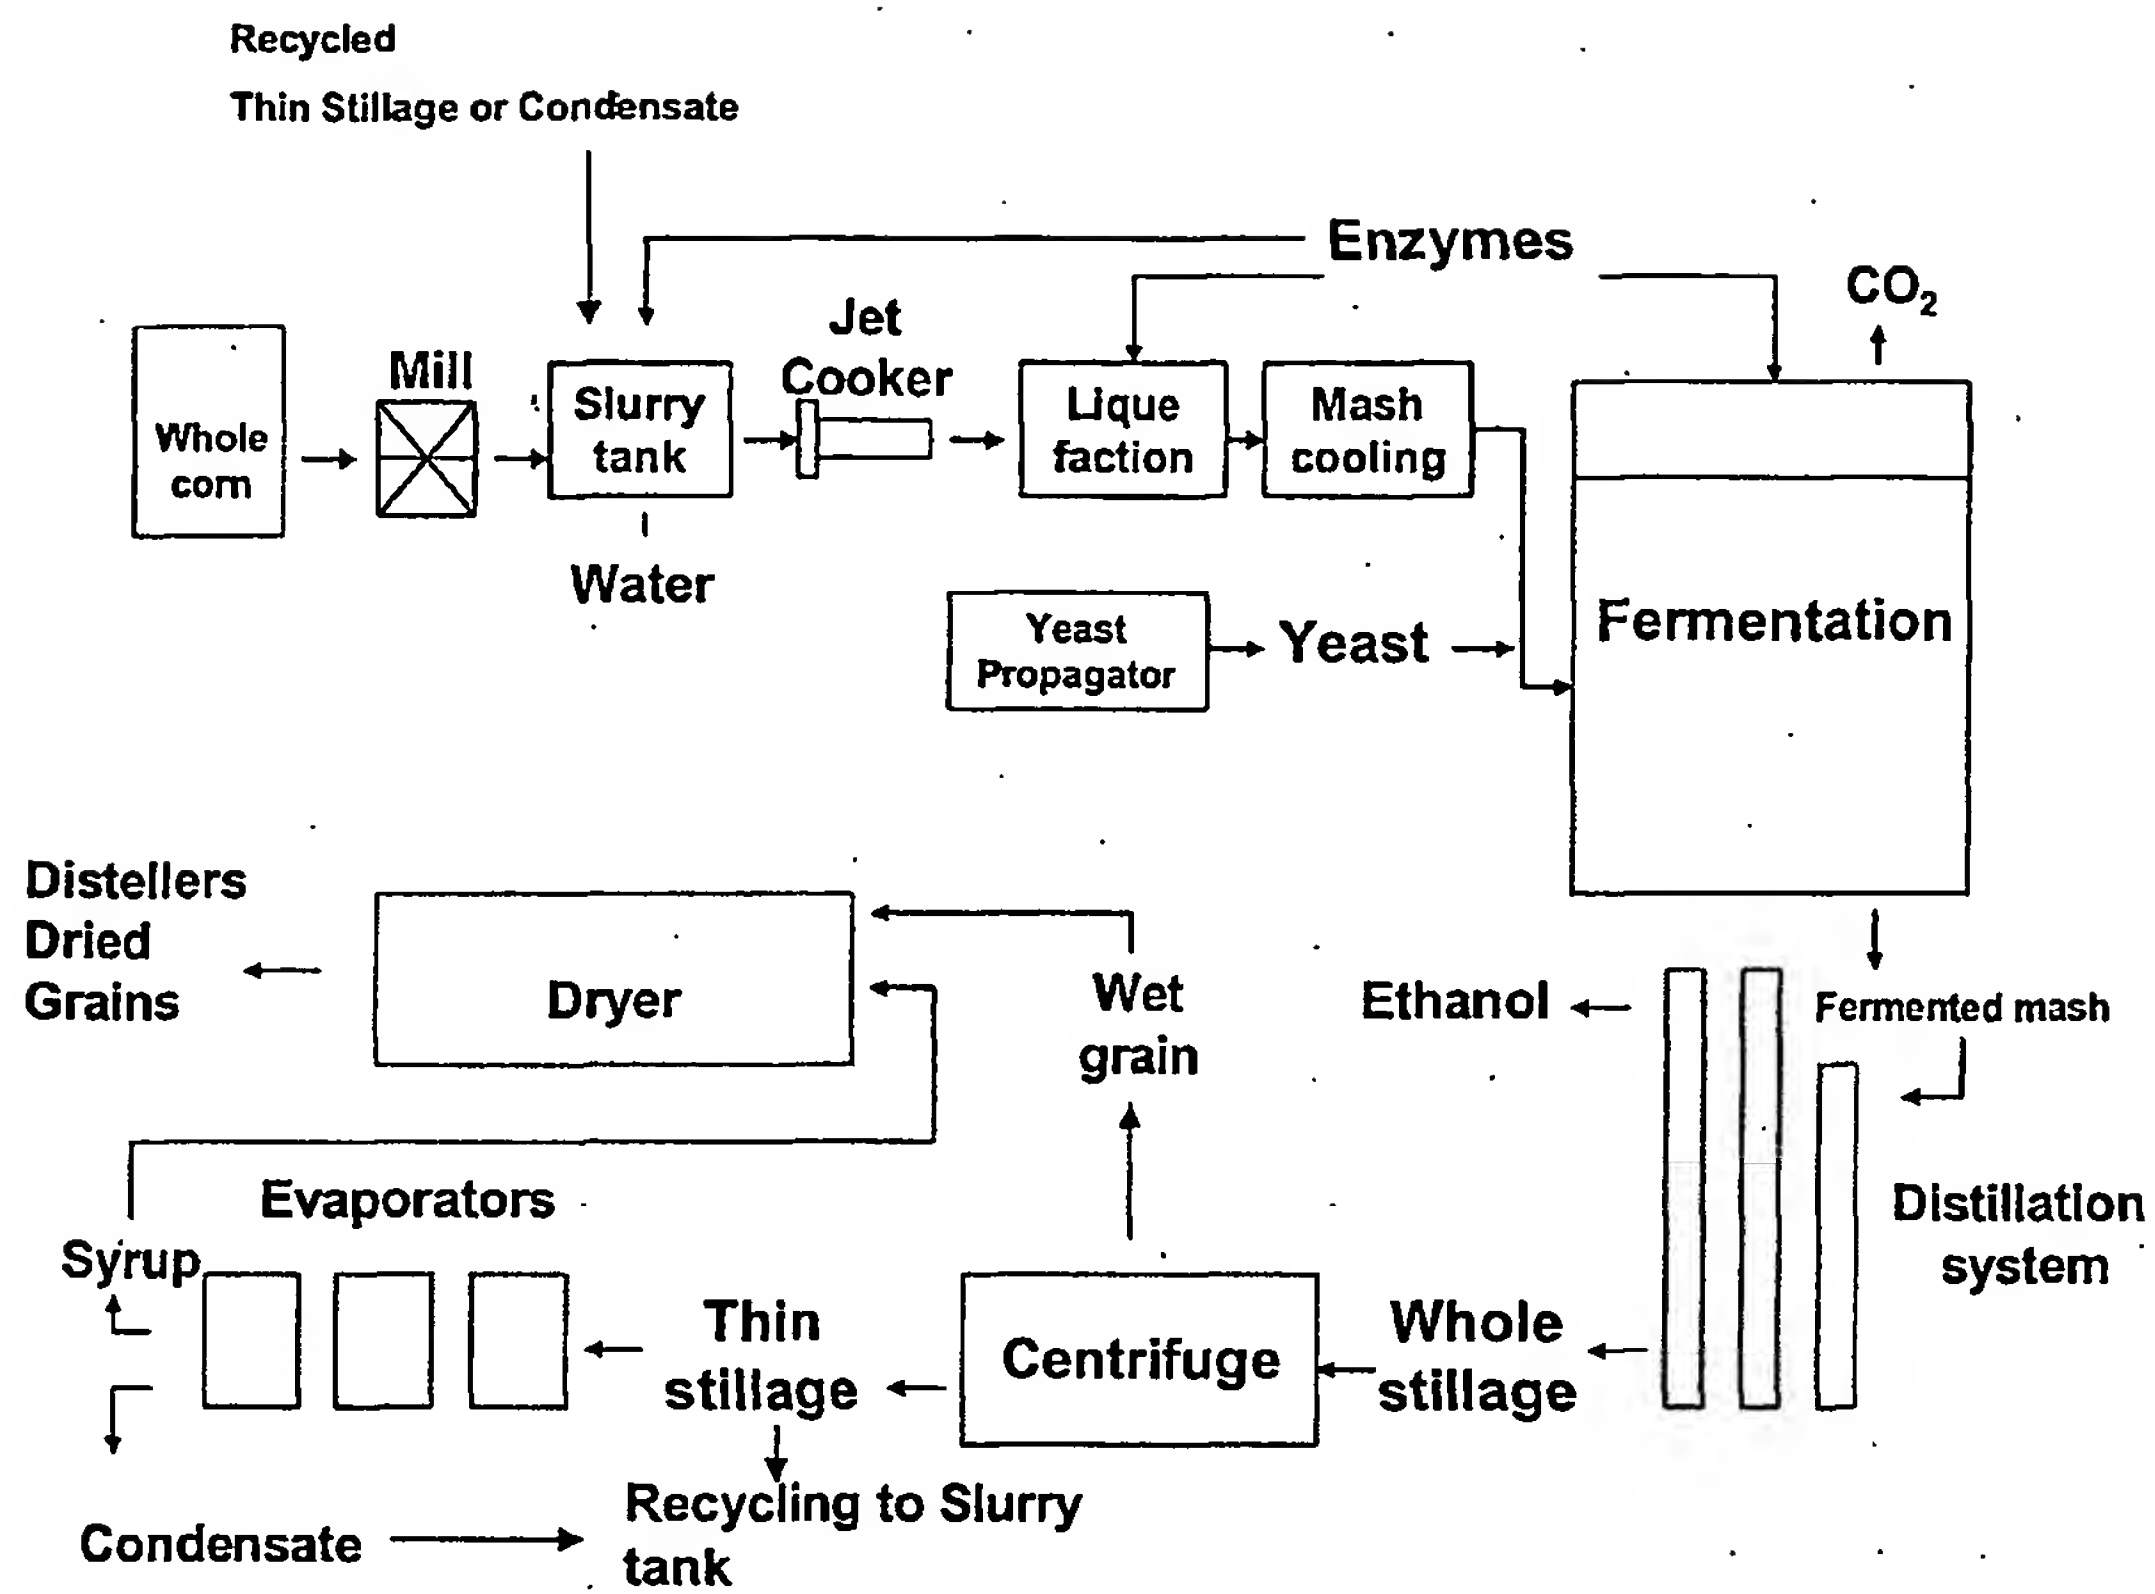 Recycled
Thin Stillage or Condensate
Enzymes
CO₂
Jet
Cooker
Mill
Whole
corn
Slurry
tank
Lique
faction
Mash
cooling
Water
Yeast
Propagator
Yeast
Fermentation
Distellers
Dried
Grains
Dryer
Wet
grain
Ethanol
Fermented mash
Evaporators
Syrup
Distillation
system
Thin
stillage
Centrifuge
Whole
stillage
Recycling to Slurry
tank
Condensate